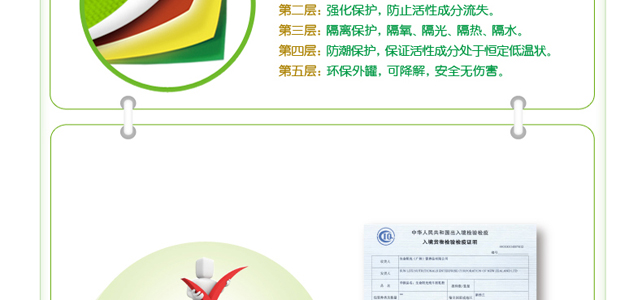 第二层: 强化保护, 防止活性成分流失。
第三层: 隔离保护, 隔氧、隔光、隔热、隔水。
第四层: 防潮保护, 保证活性成分处于恒定低温状。
第五层: 环保外罐, 可降解, 安全无伤害。
中华人民共和国出入境检验检疫
入境货物检验检疫证明